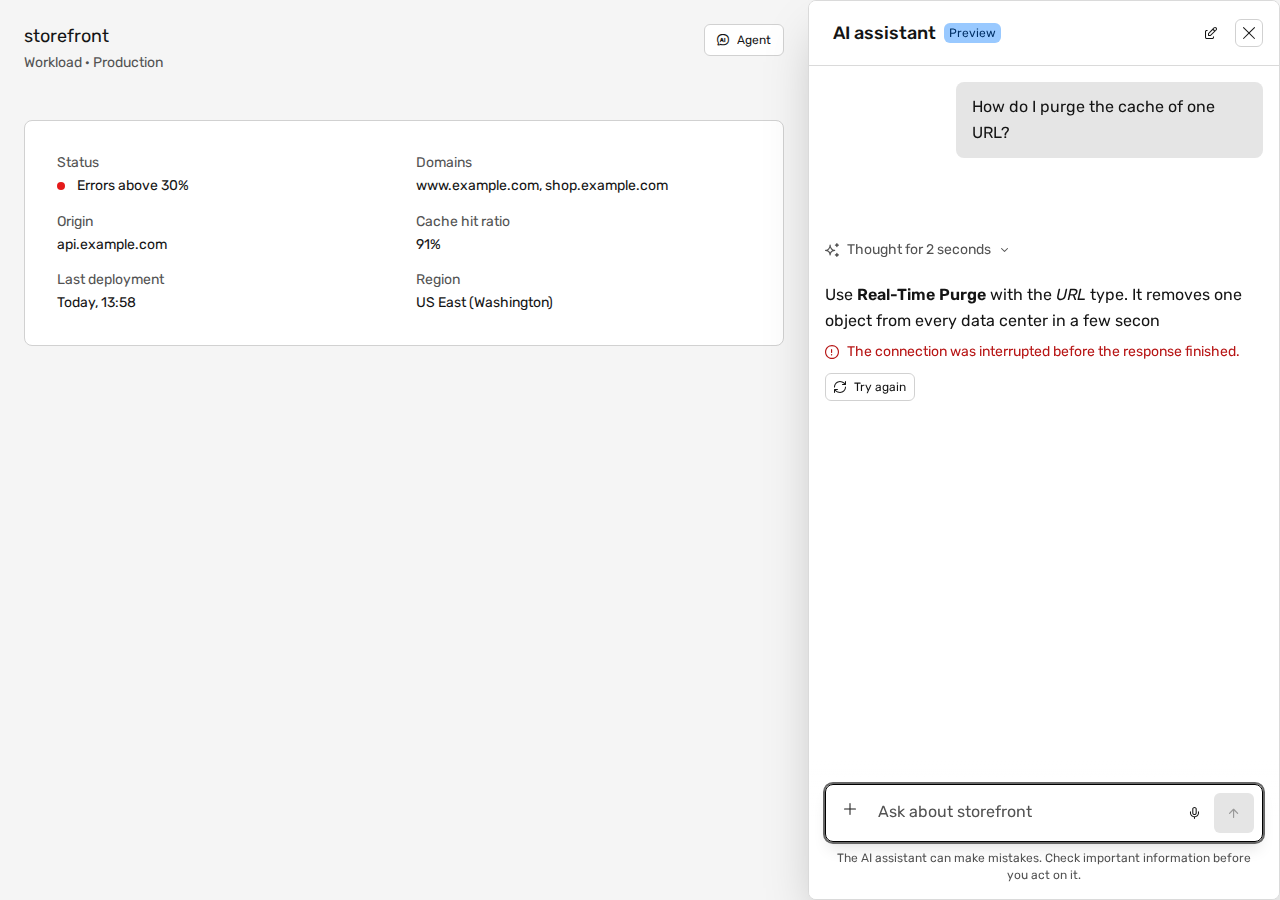 storefront
Workload • Production
Agent
Status
Errors above 30%
Domains
www.example.com, shop.example.com
Origin
api.example.com
Cache hit ratio
91%
Last deployment
Today, 13:58
Region
US East (Washington)
AI assistant
Preview
How do I purge the cache of one
URL?
Thought for 2 seconds
Use Real-Time Purge with the URL type. It removes one
object from every data center in a few secon
The connection was interrupted before the response finished.
Try again
Ask about storefront
The AI assistant can make mistakes. Check important information before
you act on it.